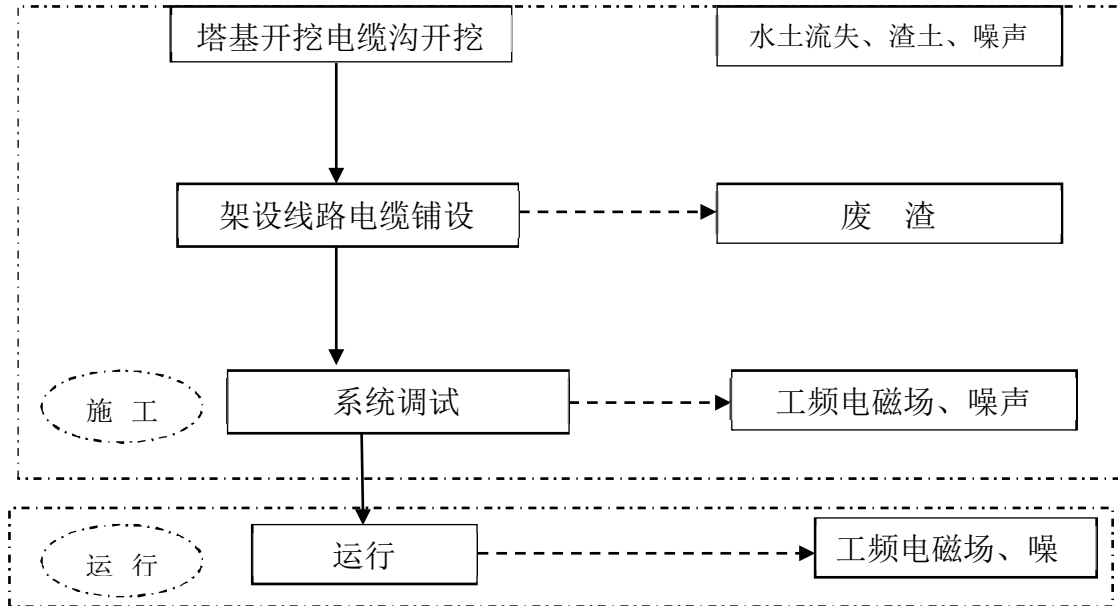 塔基开挖电缆沟开挖
水土流失、渣土、噪声
架设线路电缆铺设
废 渣
施 工
系统调试
工频电磁场、噪声
运 行
运行
工频电磁场、噪